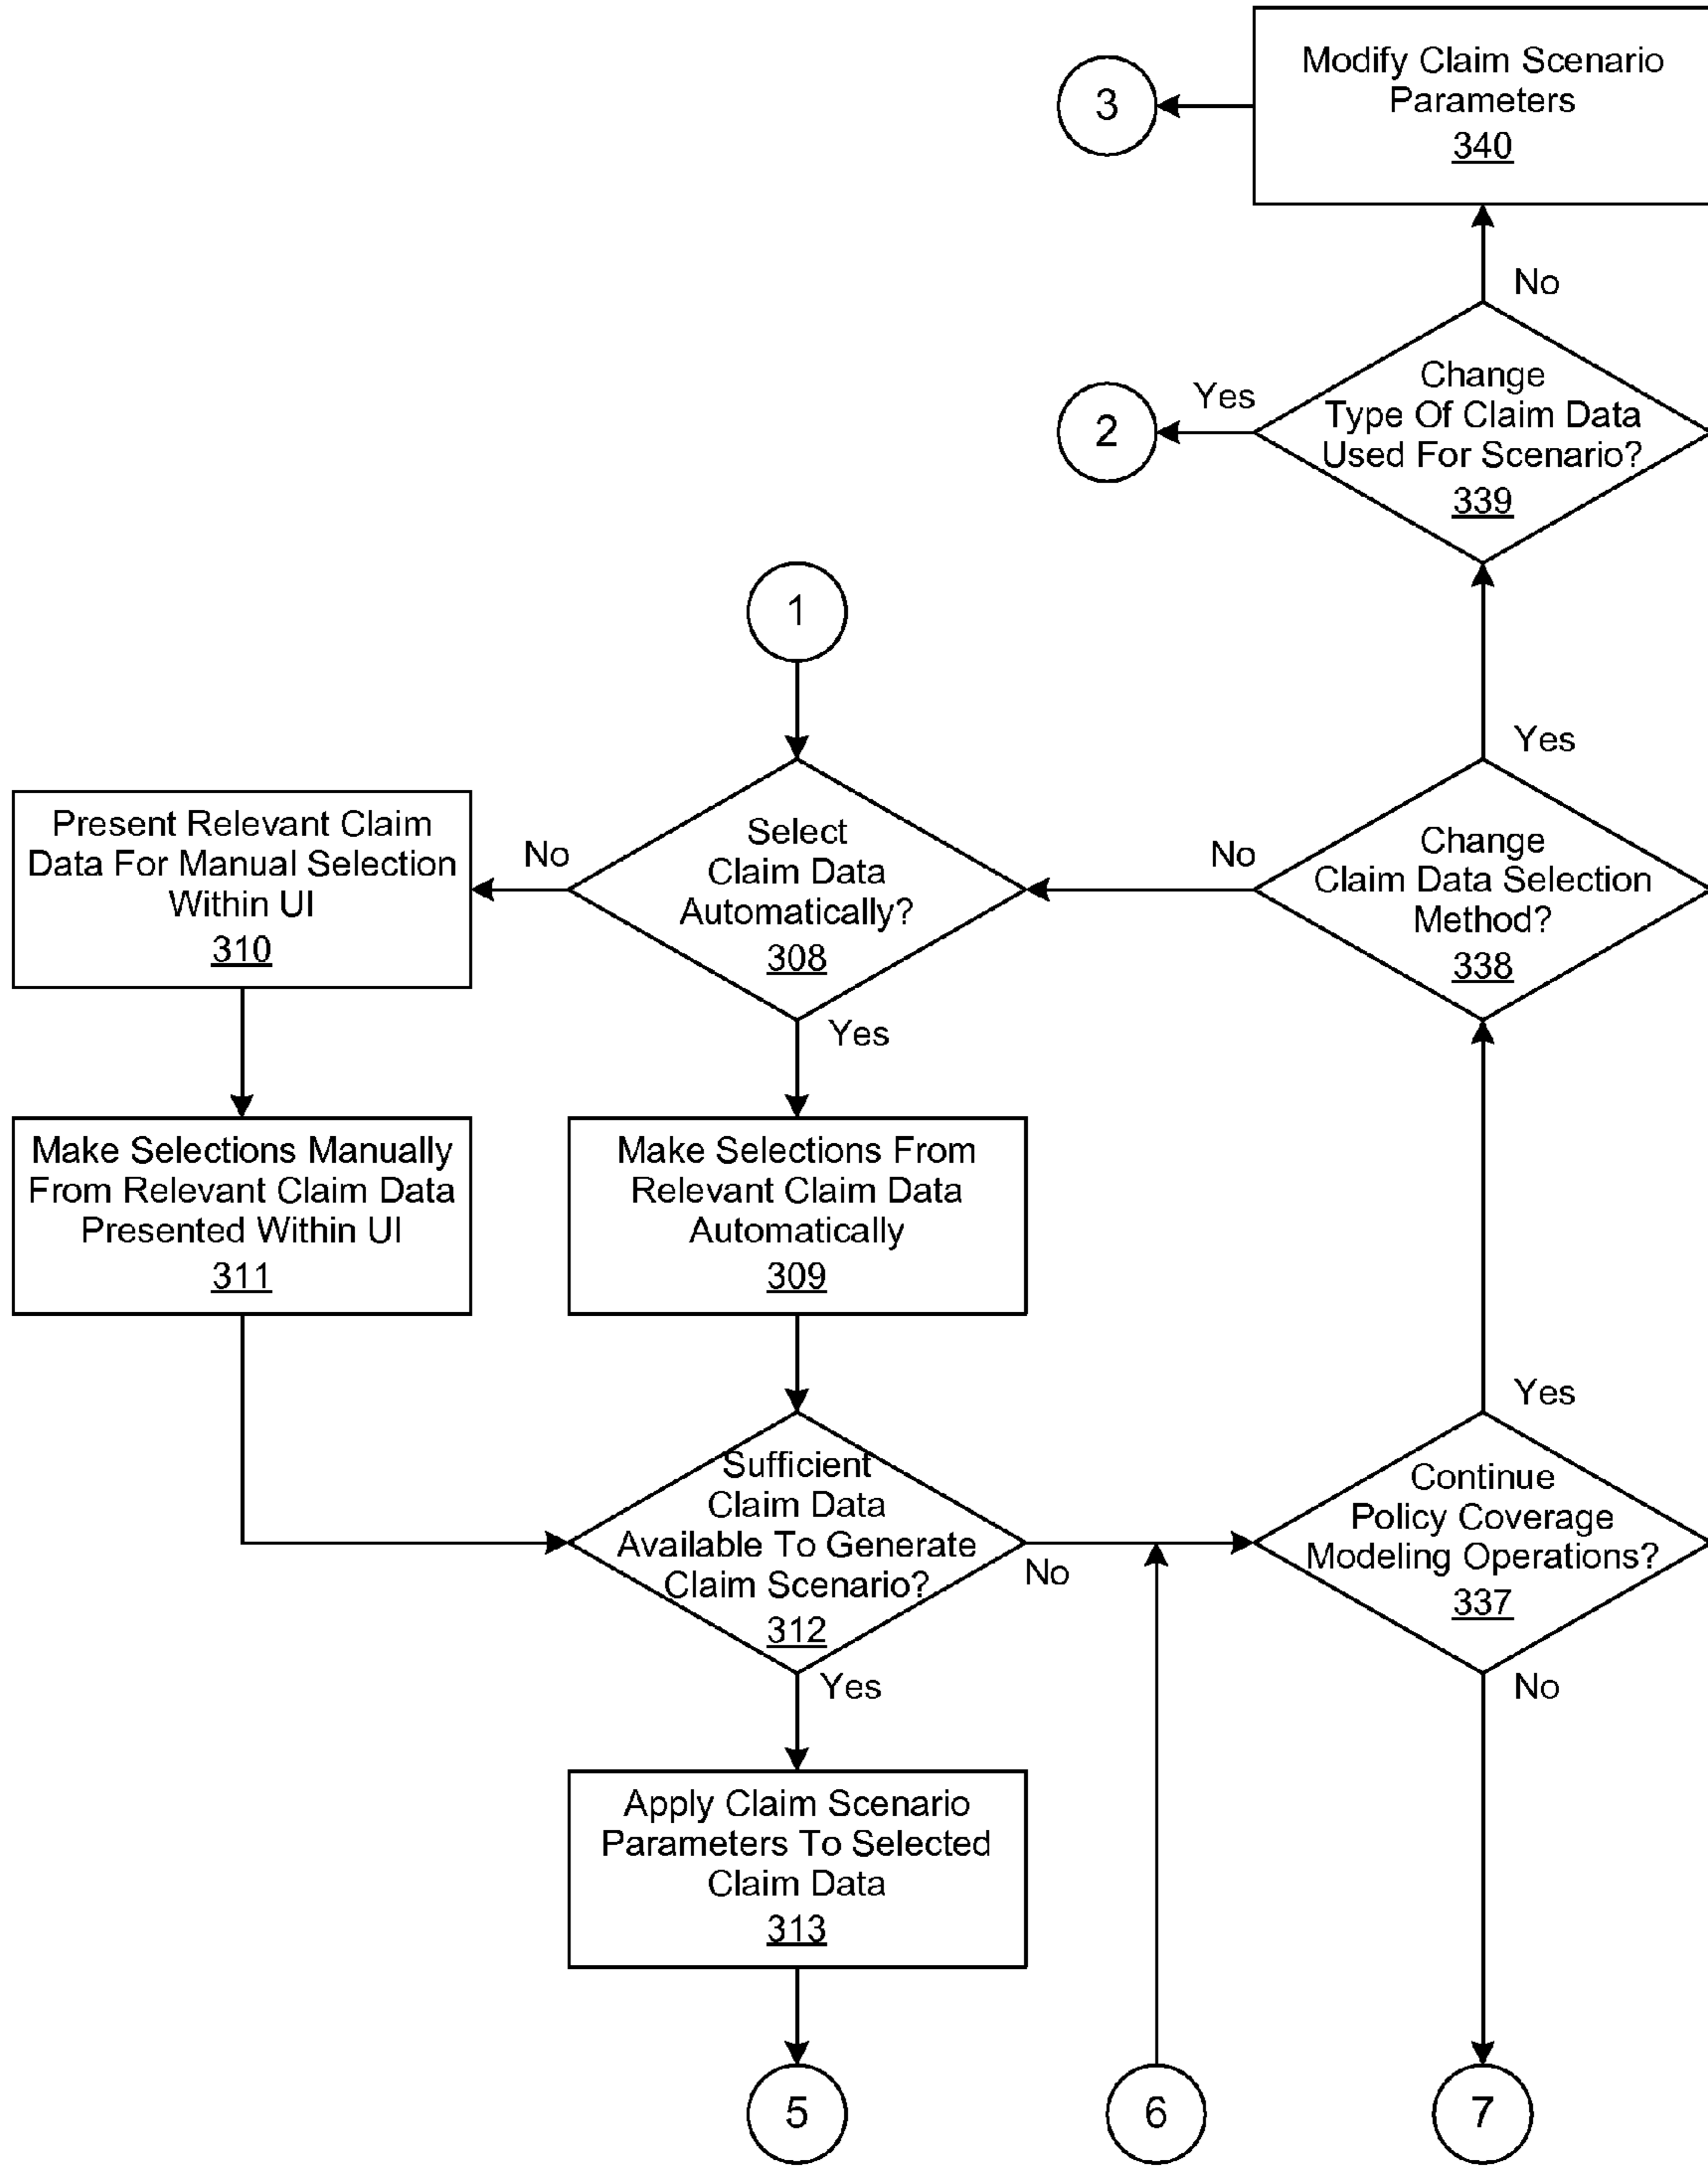 Modify Claim Scenario
Parameters
340
3
No
Change
Type Of Claim Data
Used For Scenario?
339
Yes
2
1
Yes
Present Relevant Claim
Data For Manual Selection
Within UI
310
No
Select
Claim Data
Automatically?
308
No
Change
Claim Data Selection
Method?
338
Yes
Make Selections Manually
From Relevant Claim Data
Presented Within UI
311
Make Selections From
Relevant Claim Data
Automatically
309
Yes
Sufficient
Claim Data
Available To Generate
Claim Scenario?
312
No
Continue
Policy Coverage
Modeling Operations?
337
Yes
No
Apply Claim Scenario
Parameters To Selected
Claim Data
313
5
6
7